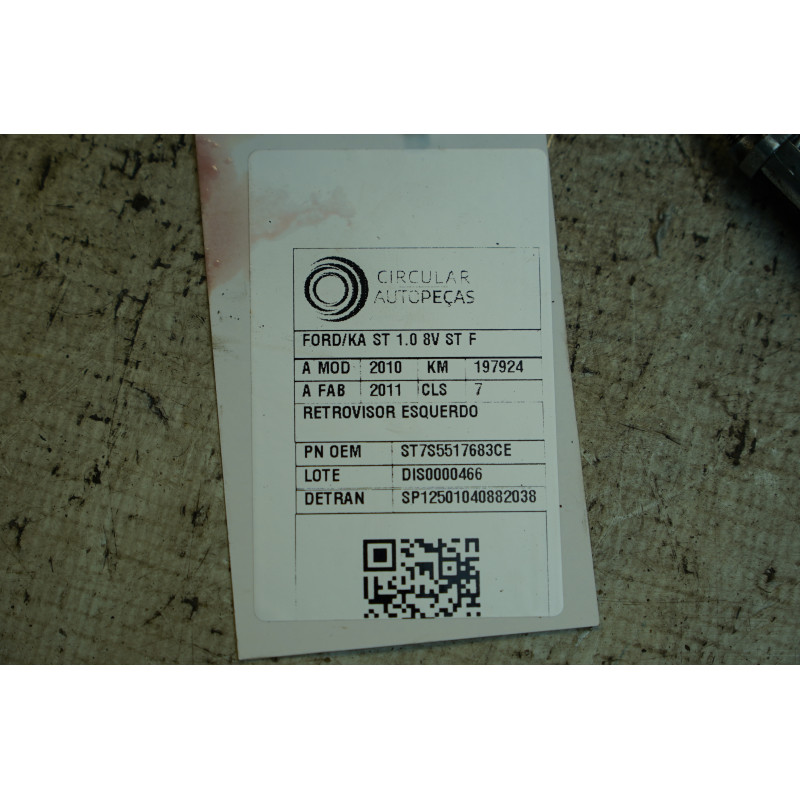 CIRCULAR
AUTOPEÇAS
FORD/KA ST 1.0 8V ST F
A MOD 2010 KM 197924
A FAB 2011 CLS 7
RETROVISOR ESQUERDO
PN OEM ST7S5517683CE
LOTE DIS0000466
DETRAN SP12501040882038